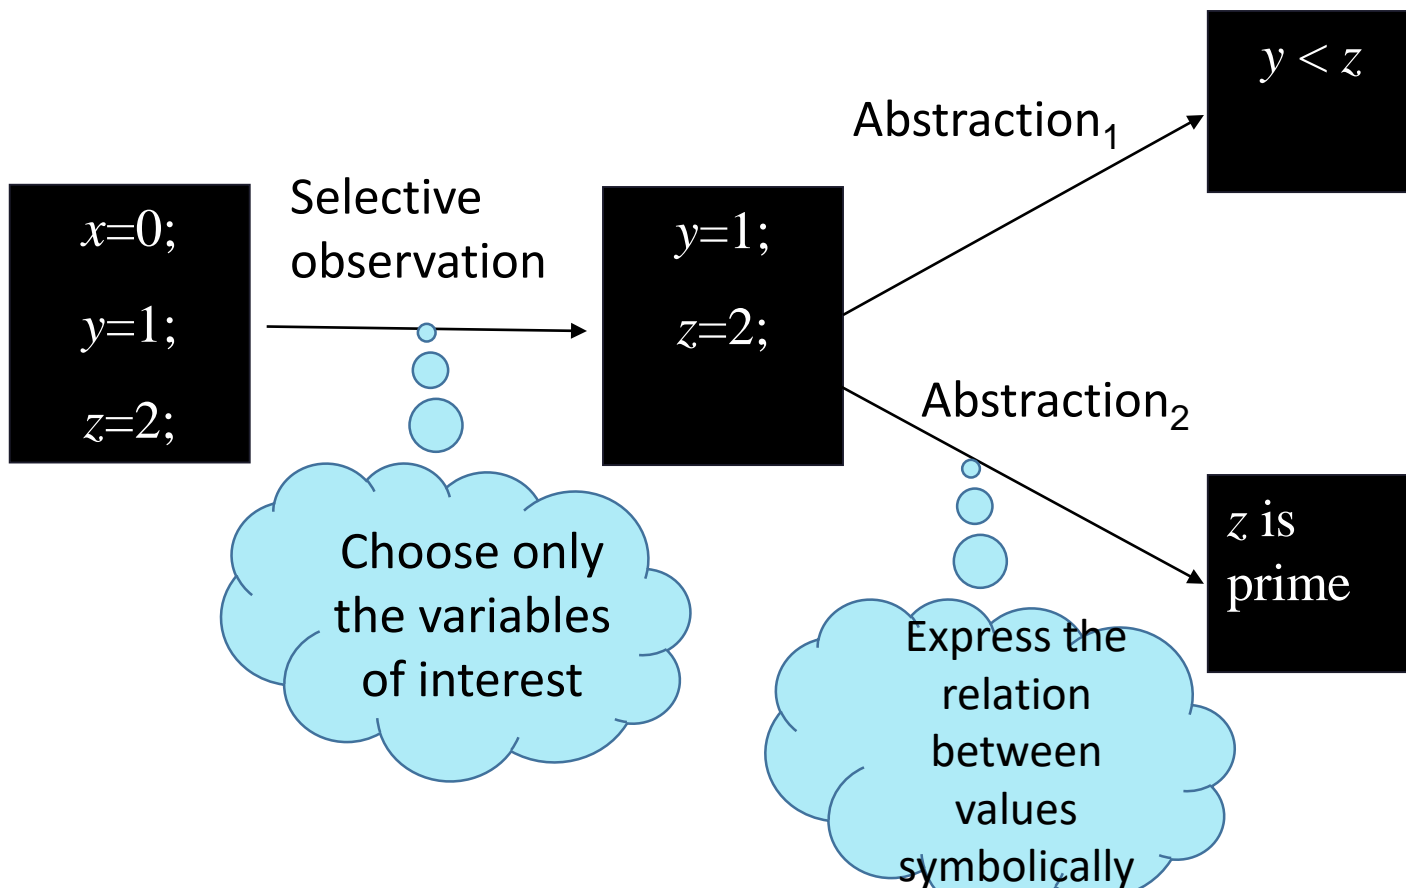 x=0;
y=1;
z=2;
Selective
observation
Choose only
the variables
of interest
y=1;
z=2;
Abstraction₁
y < z
Abstraction₂
z is
prime
Express the
relation
between
values
symbolically